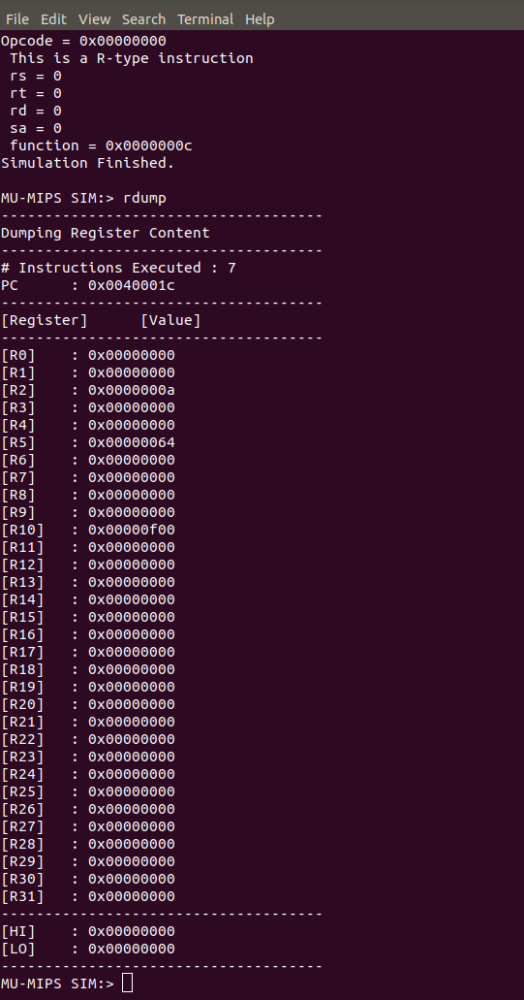 File Edit View Search Terminal Help
Opcode = 0x00000000
This is a R-type instruction
rs = 0
rt = 0
rd = 0
sa = 0
function = 0x0000000c
Simulation Finished.
MU-MIPS SIM:> rdump
-------------------------------------
Dumping Register Content
-------------------------------------
# Instructions Executed : 7
PC      : 0x0040001c
-------------------------------------
[Register]      [Value]
-------------------------------------
[R0]    : 0x00000000
[R1]    : 0x00000000
[R2]    : 0x0000000a
[R3]    : 0x00000000
[R4]    : 0x00000000
[R5]    : 0x00000064
[R6]    : 0x00000000
[R7]    : 0x00000000
[R8]    : 0x00000000
[R9]    : 0x00000000
[R10]   : 0x00000f00
[R11]   : 0x00000000
[R12]   : 0x00000000
[R13]   : 0x00000000
[R14]   : 0x00000000
[R15]   : 0x00000000
[R16]   : 0x00000000
[R17]   : 0x00000000
[R18]   : 0x00000000
[R19]   : 0x00000000
[R20]   : 0x00000000
[R21]   : 0x00000000
[R22]   : 0x00000000
[R23]   : 0x00000000
[R24]   : 0x00000000
[R25]   : 0x00000000
[R26]   : 0x00000000
[R27]   : 0x00000000
[R28]   : 0x00000000
[R29]   : 0x00000000
[R30]   : 0x00000000
[R31]   : 0x00000000
-------------------------------------
[HI]    : 0x00000000
[LO]    : 0x00000000
-------------------------------------
MU-MIPS SIM:>